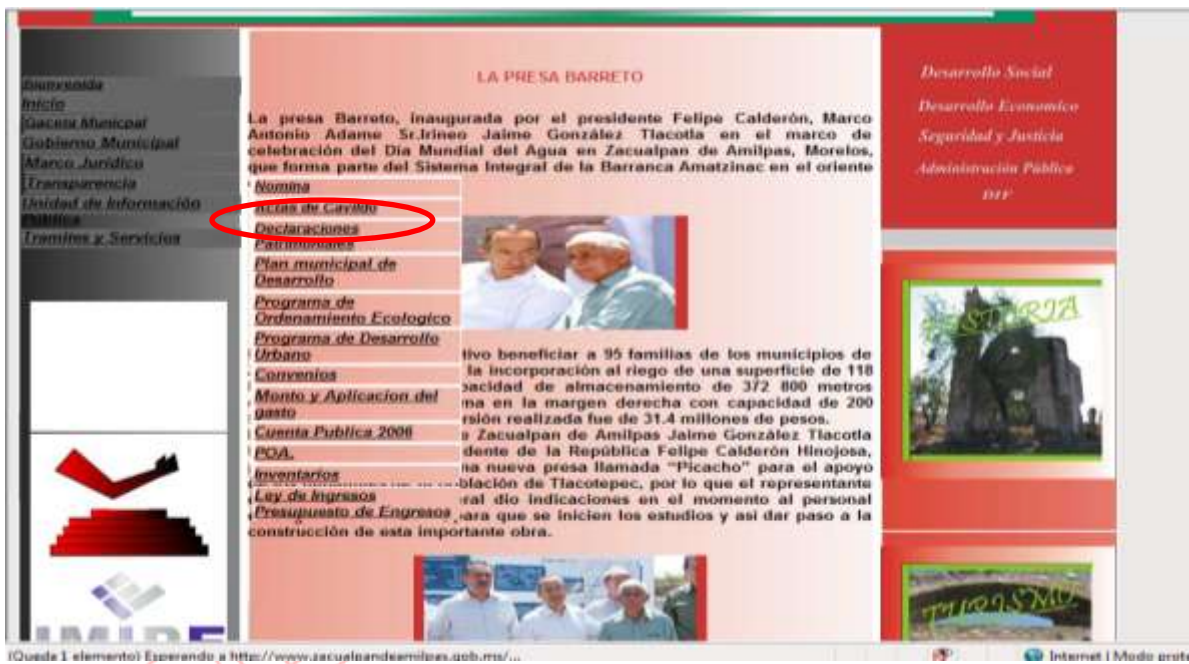 Bienvenida
Inicio
Gaceta Municpal
Gobierno Municipal
Marco Juridico
Transparencia
Unidad de Información
Pública
Tramites y Servicios
LA PRESA BARRETO
La presa Barreto, inaugurada por el presidente Felipe Calderón, Marco
Antonio Adame Sr.Irineo Jaime González Tlacotla en el marco de
celebración del Día Mundial del Agua en Zacualpan de Amilpas, Morelos,
que forma parte del Sistema Integral de la Barranca Amatzinac en el oriente
Nomina
Actas de Cavildo
Declaraciones
Patrimoniales
Plan municipal de
Desarrollo
Programa de
Ordenamiento Ecologico
Programa de Desarrollo
Urbano
Convenios
Monto y Aplicacion del
gasto
Cuenta Publica 2006
POA.
Inventarios
Ley de Ingresos
Presupuesto de Engresos
tivo beneficiar a 95 familias de los municipios de
la incorporación al riego de una superficie de 118
pacidad de almacenamiento de 372 800 metros
ma en la margen derecha con capacidad de 200
rsión realizada fue de 31.4 millones de pesos.
e Zacualpan de Amilpas Jaime González Tlacotla
dente de la República Felipe Calderón Hinojosa,
na nueva presa llamada “Picacho” para el apoyo
blación de Tlacotepec, por lo que el representante
ral dio indicaciones en el momento al personal
para que se inicien los estudios y asi dar paso a la
construcción de esta importante obra.
Desarrollo Social
Desarrollo Economico
Seguridad y Justicia
Administración Pública
DIF
HISTORIA
TURISMO
IMIPE
(Queda 1 elemento) Esperando a http://www.zacualpandeamilpas.gob.mx/...
Internet | Modo prote